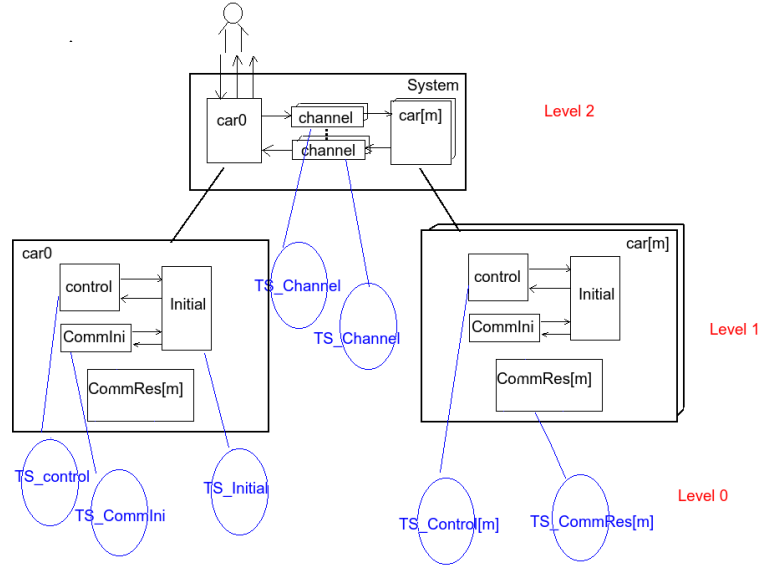 System
Level 2
car0
channel
car[m]
channel
car0
car[m]
control
Initial
TS_Channel
control
Initial
CommIni
TS_Channel
CommIni
Level 1
CommRes[m]
CommRes[m]
TS_control
TS_Initial
Level 0
TS_CommIni
TS_Control[m]
TS_CommRes[m]